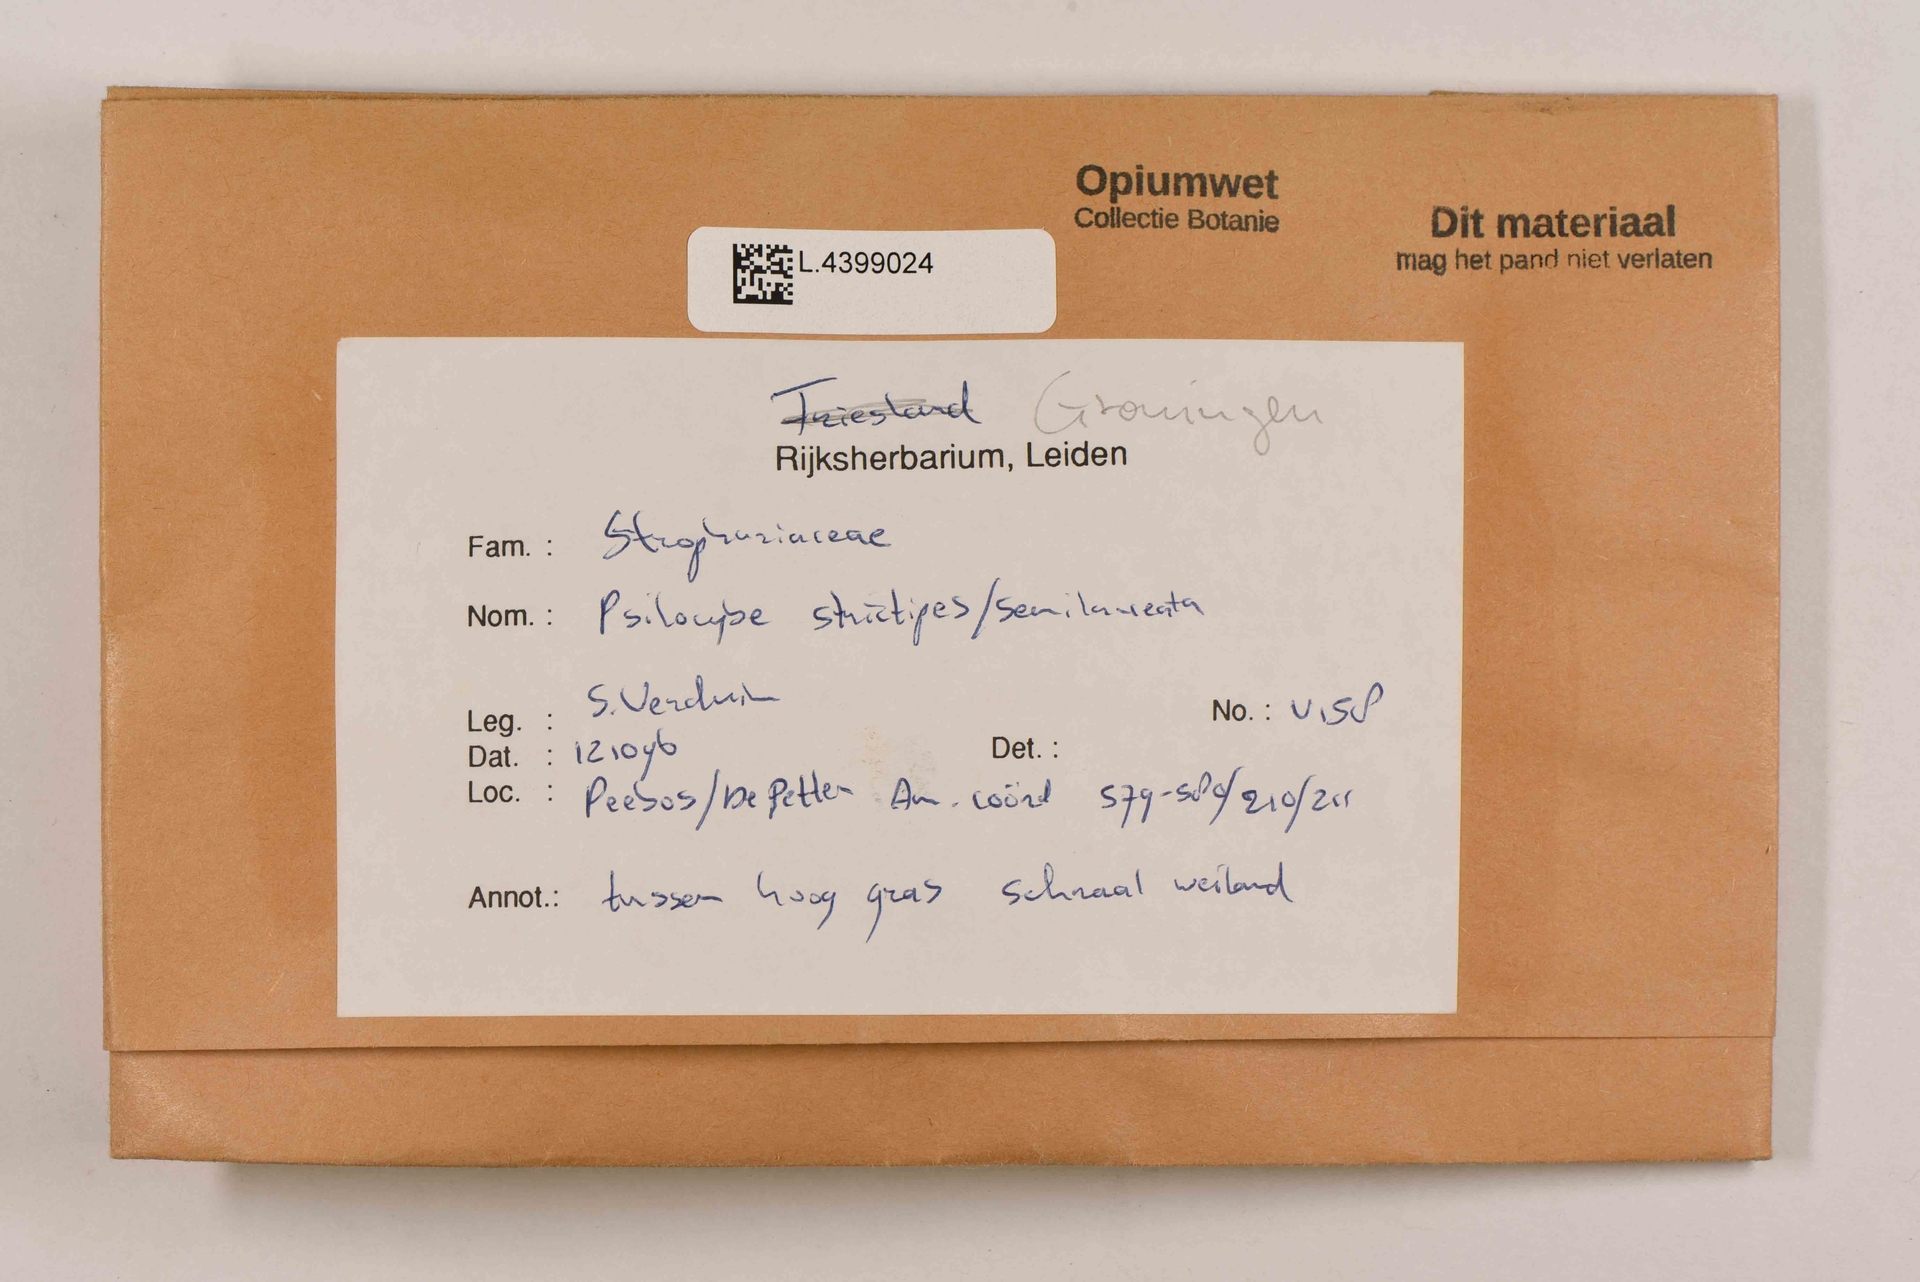 Opiumwet
Collectie Botanie
Dit materiaal
mag het pand niet verlaten
L.4399024
Friesland Groningen
Rijksherbarium, Leiden
Fam. : Strophariaceae
Nom. : Psilocybe strictipes/semilanceata
Leg. : S. Verduin
No. : V158
Dat. : 121096
Det. :
Loc. : Peebos/De Petten Am. coörd 579-580/210/211
Annot.: tussen hoog gras schraal weiland